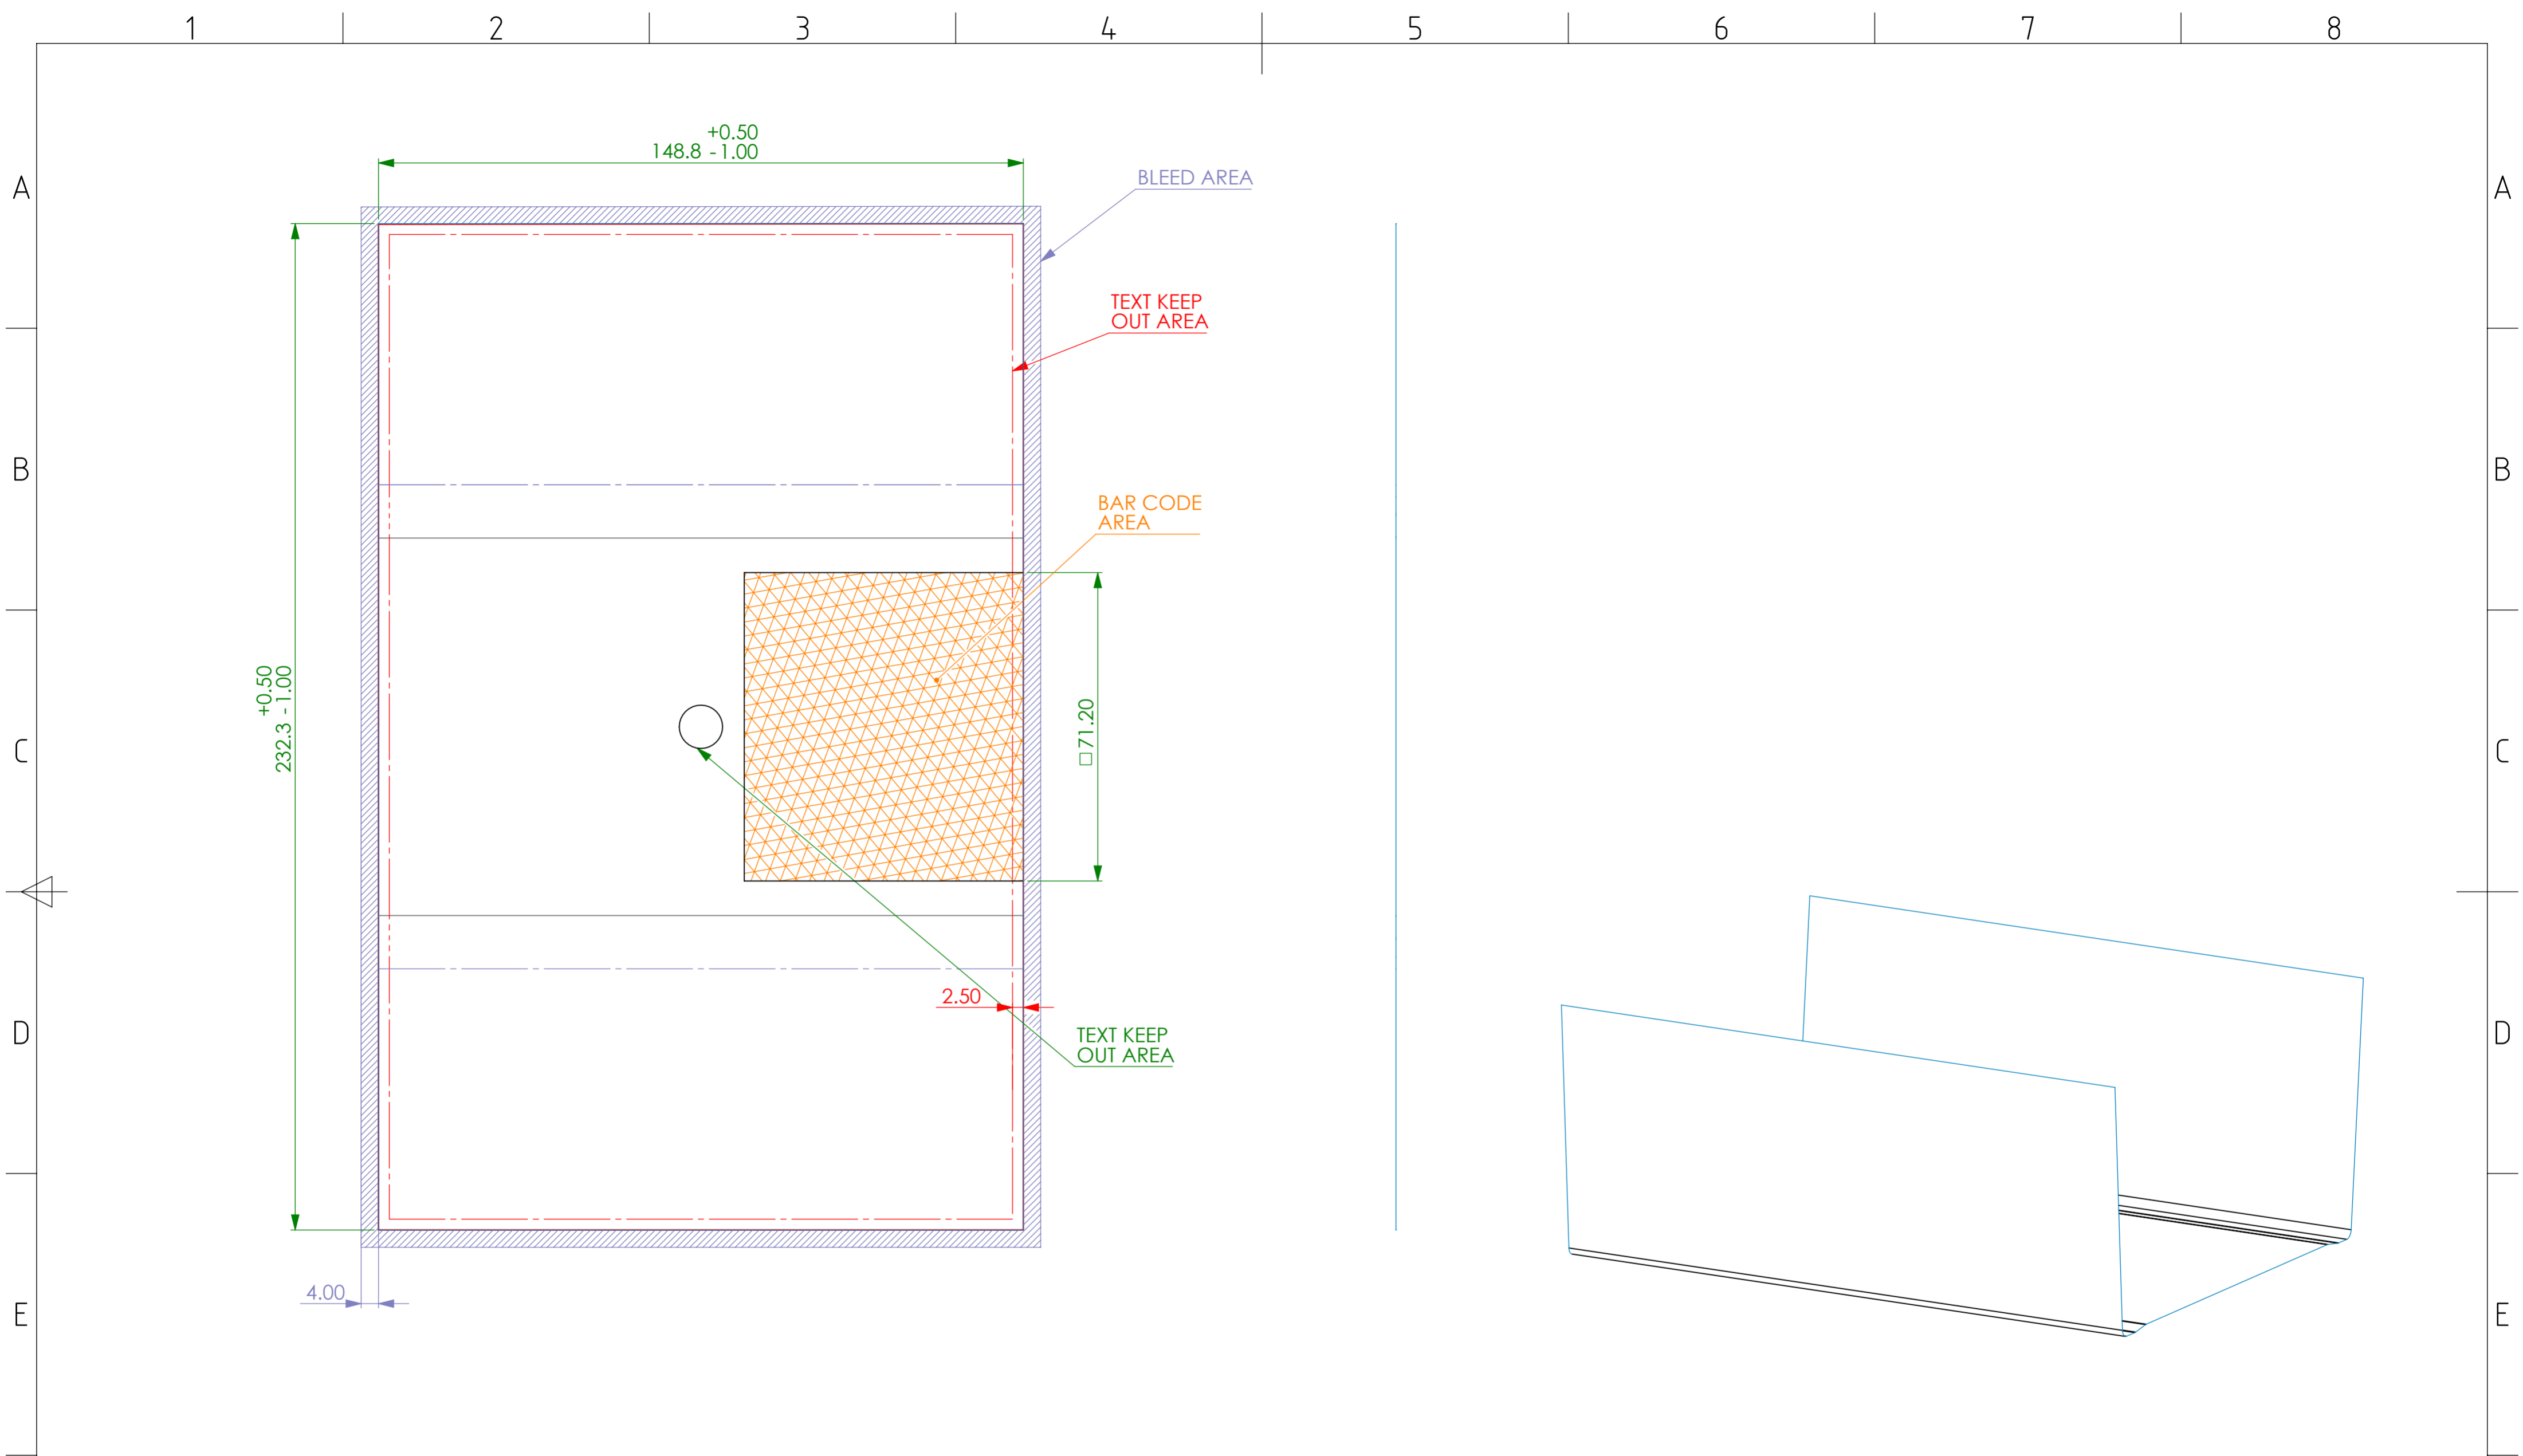 1 2 3 4 5 6 7 8
+0.50
148.8 -1.00
BLEED AREA
A A
TEXT KEEP
OUT AREA
B B
BAR CODE
AREA
+0.50
232.3 -1.00
□71.20
C C
2.50
TEXT KEEP
OUT AREA
D D
4.00
E E